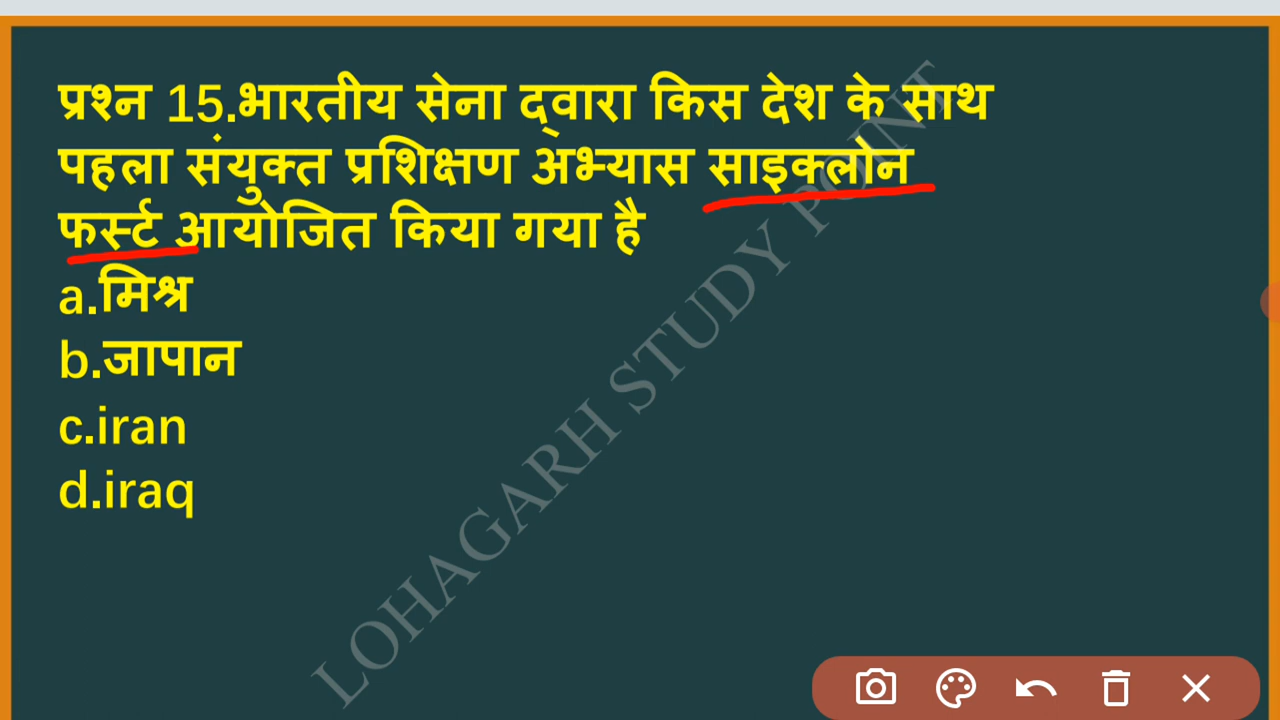 प्रश्न 15.भारतीय सेना द्वारा किस देश के साथ
पहला संयुक्त प्रशिक्षण अभ्यास साइक्लोन
फर्स्ट आयोजित किया गया है
a.मिश्र
b.जापान
c.iran
d.iraq
LOHAGARH STUDY POINT